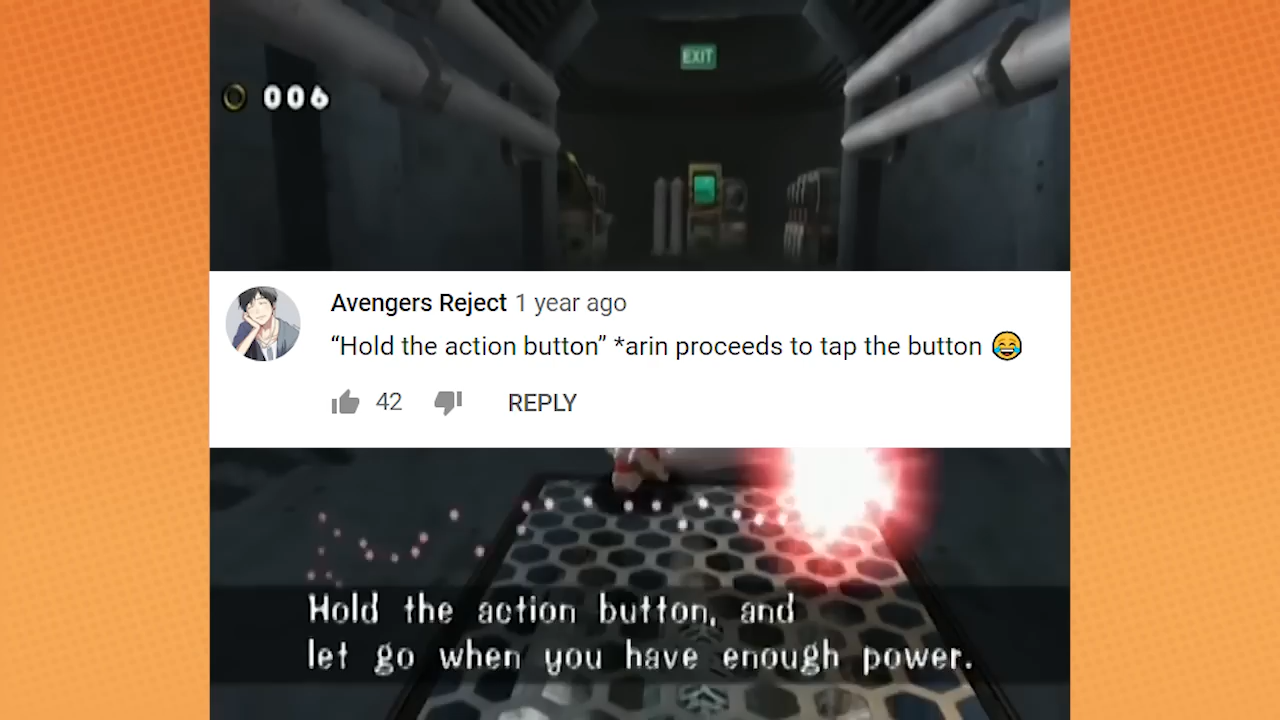 EXIT
006
Avengers Reject 1 year ago
“Hold the action button” *arin proceeds to tap the button 😂
42 REPLY
Hold the action button, and
let go when you have enough power.